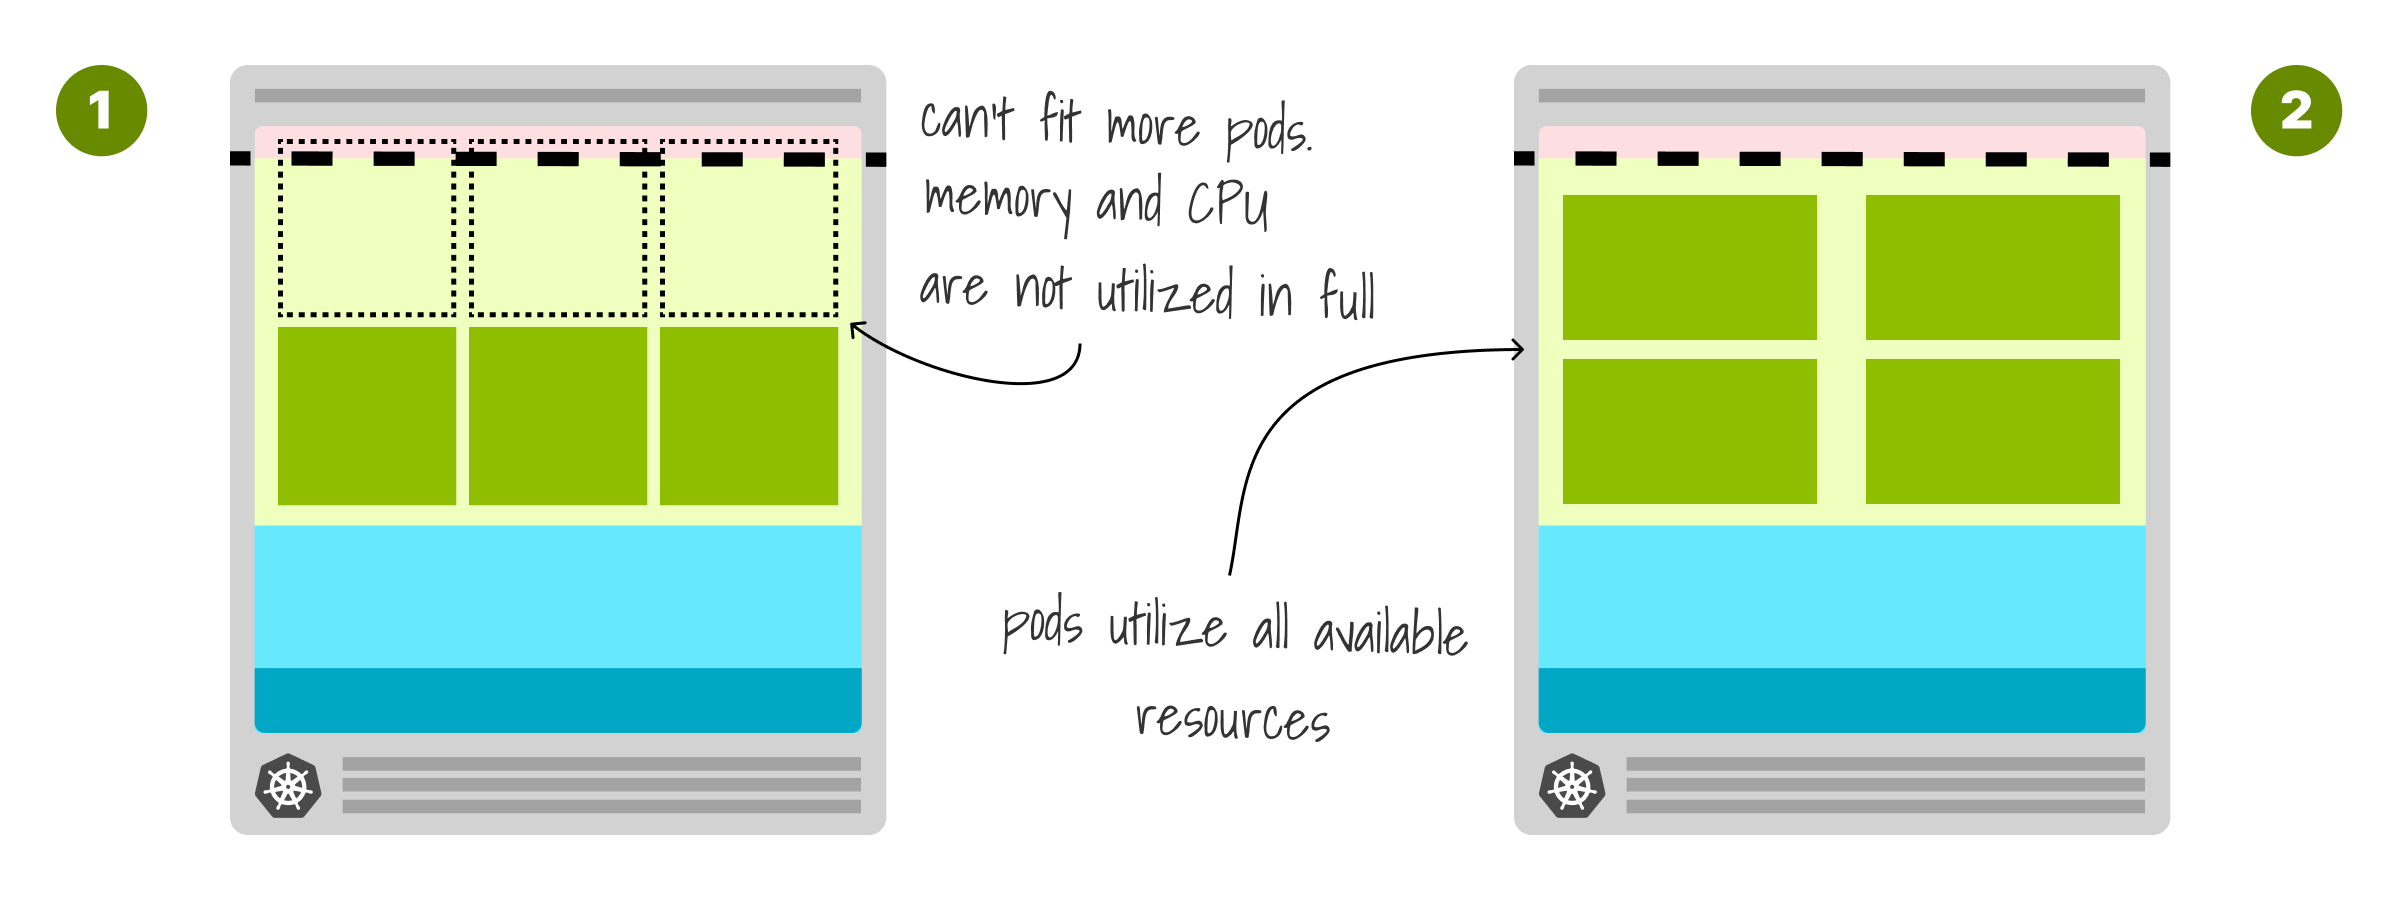 1
can't fit more pods.
memory and CPU
are not utilized in full
pods utilize all available
resources
2